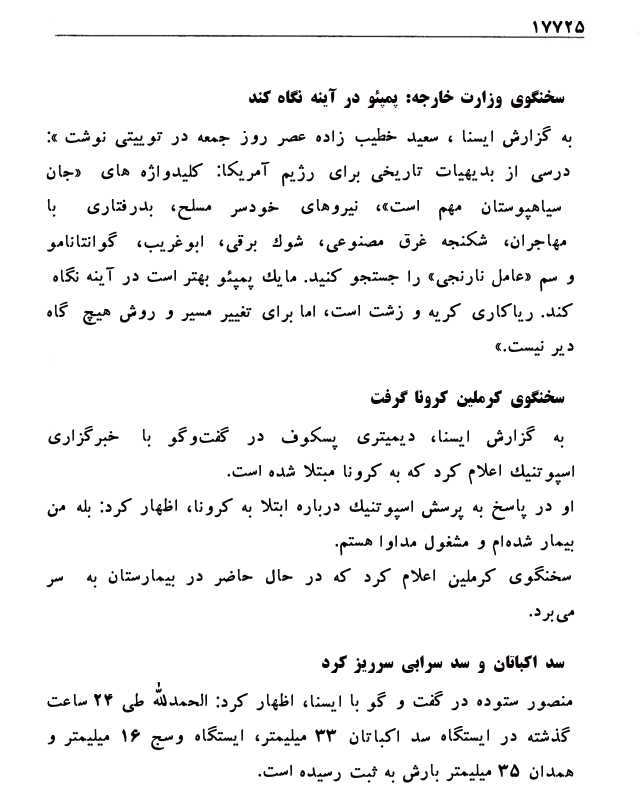 ۱۷۷۲۵
سخنگوی وزارت خارجه: پمپئو در آینه نگاه کند
به گزارش ایسنا ، سعید خطیب زاده عصر روز جمعه در توییتی نوشت »:
درسی از بدیهیات تاریخی برای رژیم آمریکا: کلیدواژه های «جان
سیاهپوستان مهم است»، نیروهای خودسر مسلح، بدرفتاری با
مهاجران، شکنجه غرق مصنوعی، شوك برقی، ابوغریب، گوانتانامو
و سم «عامل نارنجی» را جستجو کنید. مایك پمپئو بهتر است در آینه نگاه
کند. ریاکاری کریه و زشت است، اما برای تغییر مسیر و روش هیچ گاه
دیر نیست.»
سخنگوی کرملین کرونا گرفت
به گزارش ایسنا، دیمیتری پسکوف در گفت‌وگو با خبرگزاری
اسپوتنیك اعلام کرد که به کرونا مبتلا شده است.
او در پاسخ به پرسش اسپوتنیك درباره ابتلا به کرونا، اظهار کرد: بله من
بیمار شده‌ام و مشغول مداوا هستم.
سخنگوی کرملین اعلام کرد که در حال حاضر در بیمارستان به سر
می‌برد.
سد اکباتان و سد سرابی سرریز کرد
منصور ستوده در گفت و گو با ایسنا، اظهار کرد: الحمدلله طی ۲۴ ساعت
گذشته در ایستگاه سد اکباتان ۳۳ میلیمتر، ایستگاه وسج ۱۶ میلیمتر و
همدان ۳۵ میلیمتر بارش به ثبت رسیده است.